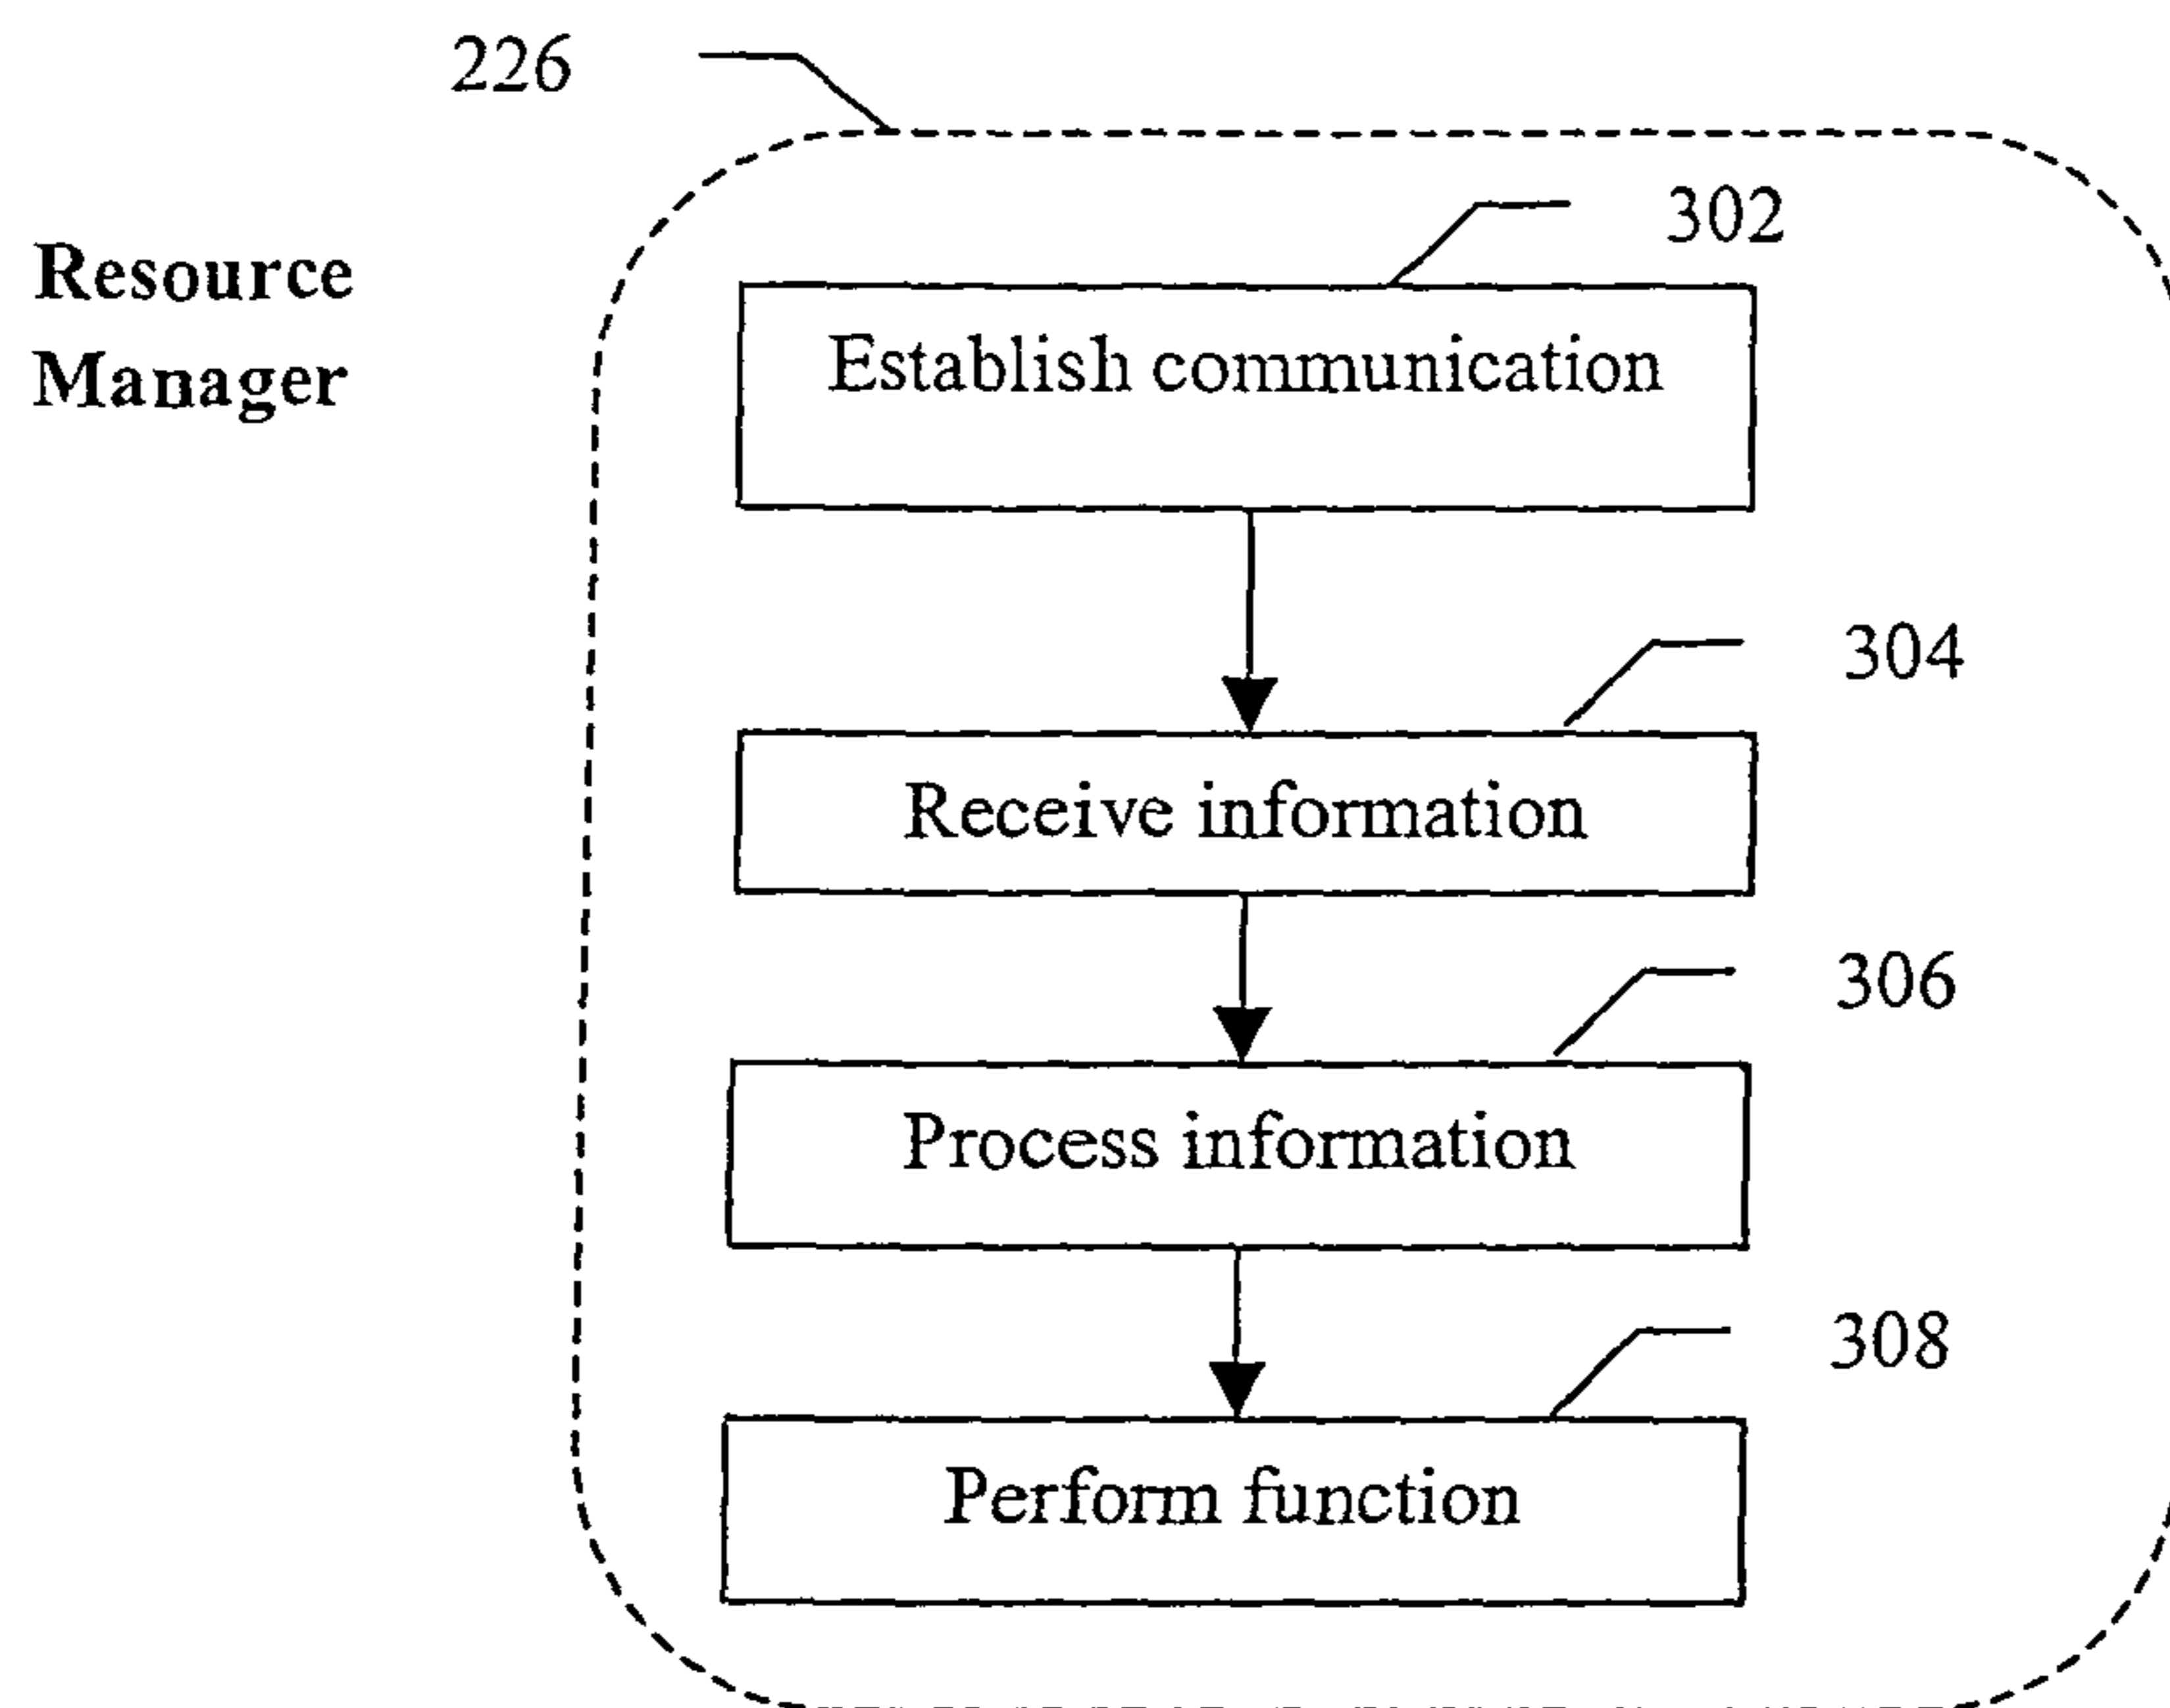 226
302
Resource
Manager
Establish communication
304
Receive information
306
Process information
308
Perform function